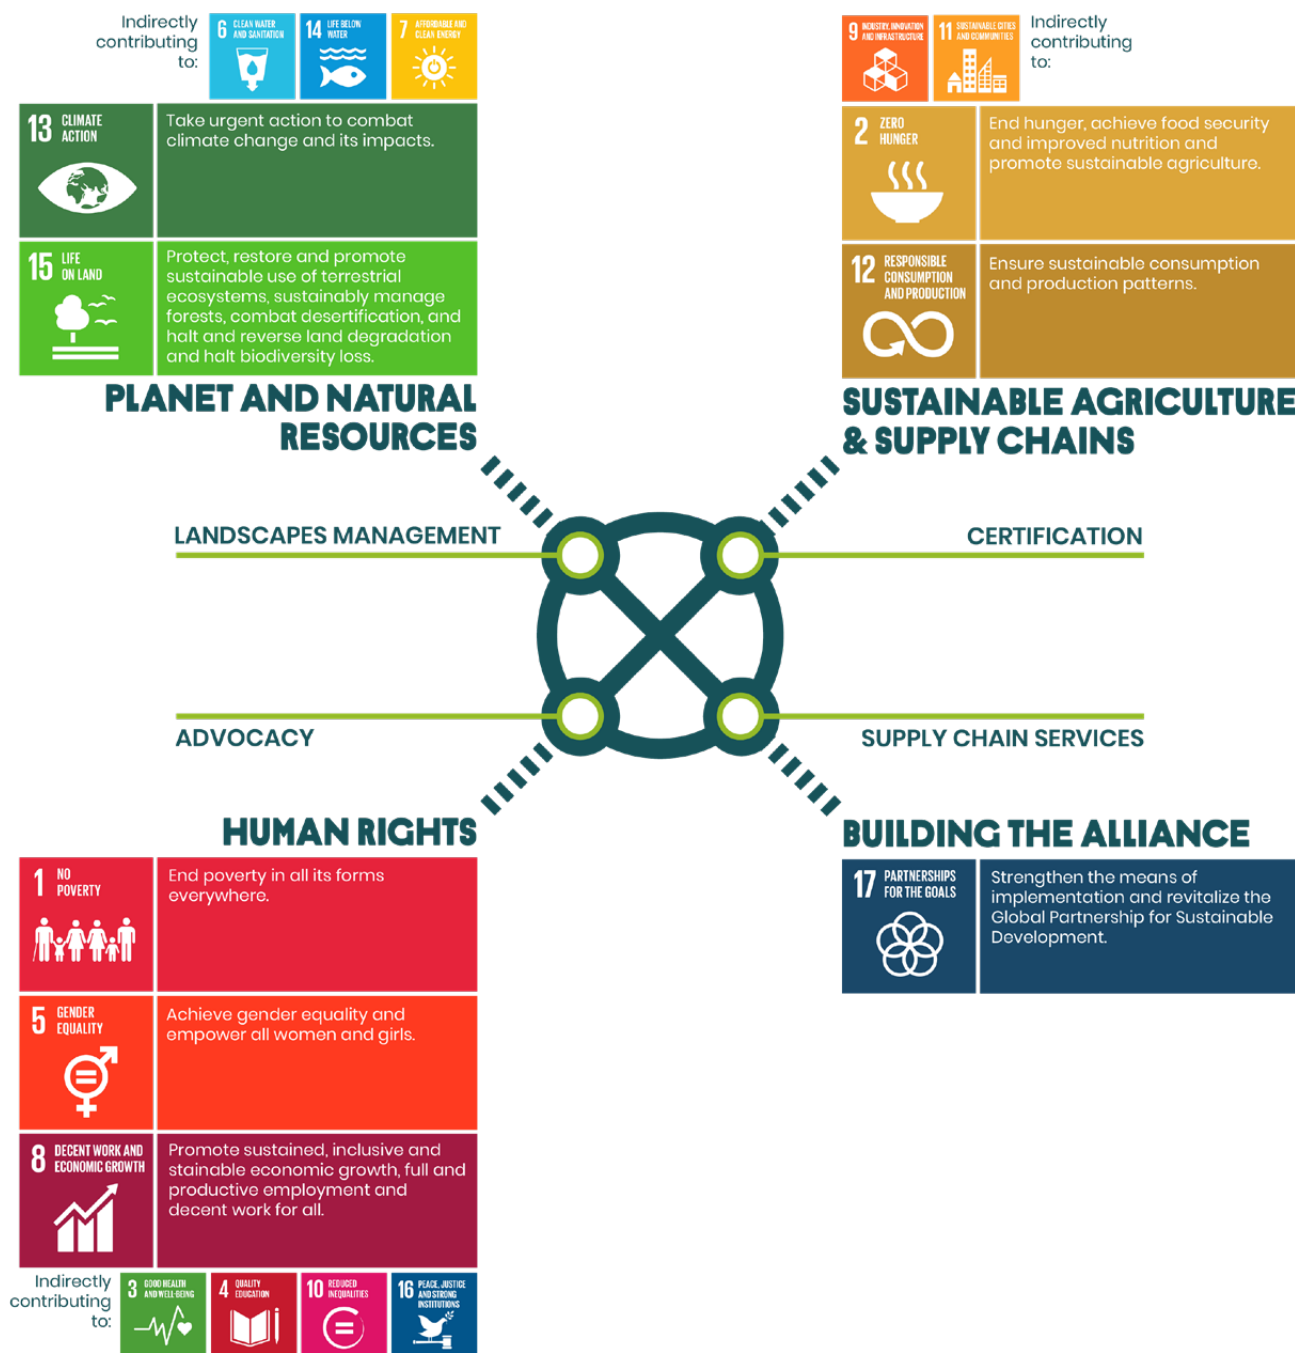 Indirectly
contributing
to:
6 CLEAN WATER
AND SANITATION
14 LIFE BELOW
WATER
7 AFFORDABLE AND
CLEAN ENERGY
13 CLIMATE
ACTION
Take urgent action to combat
climate change and its impacts.
15 LIFE
ON LAND
Protect, restore and promote
sustainable use of terrestrial
ecosystems, sustainably manage
forests, combat desertification, and
halt and reverse land degradation
and halt biodiversity loss.
PLANET AND NATURAL
RESOURCES
9 INDUSTRY, INNOVATION
AND INFRASTRUCTURE
11 SUSTAINABLE CITIES
AND COMMUNITIES
Indirectly
contributing
to:
2 ZERO
HUNGER
End hunger, achieve food security
and improved nutrition and
promote sustainable agriculture.
12 RESPONSIBLE
CONSUMPTION
AND PRODUCTION
Ensure sustainable consumption
and production patterns.
SUSTAINABLE AGRICULTURE
& SUPPLY CHAINS
LANDSCAPES MANAGEMENT
CERTIFICATION
ADVOCACY
SUPPLY CHAIN SERVICES
HUMAN RIGHTS
1 NO
POVERTY
End poverty in all its forms
everywhere.
5 GENDER
EQUALITY
Achieve gender equality and
empower all women and girls.
8 DECENT WORK AND
ECONOMIC GROWTH
Promote sustained, inclusive and
stainable economic growth, full and
productive employment and
decent work for all.
Indirectly
contributing
to:
3 GOOD HEALTH
AND WELL-BEING
4 QUALITY
EDUCATION
10 REDUCED
INEQUALITIES
16 PEACE, JUSTICE
AND STRONG
INSTITUTIONS
BUILDING THE ALLIANCE
17 PARTNERSHIPS
FOR THE GOALS
Strengthen the means of
implementation and revitalize the
Global Partnership for Sustainable
Development.